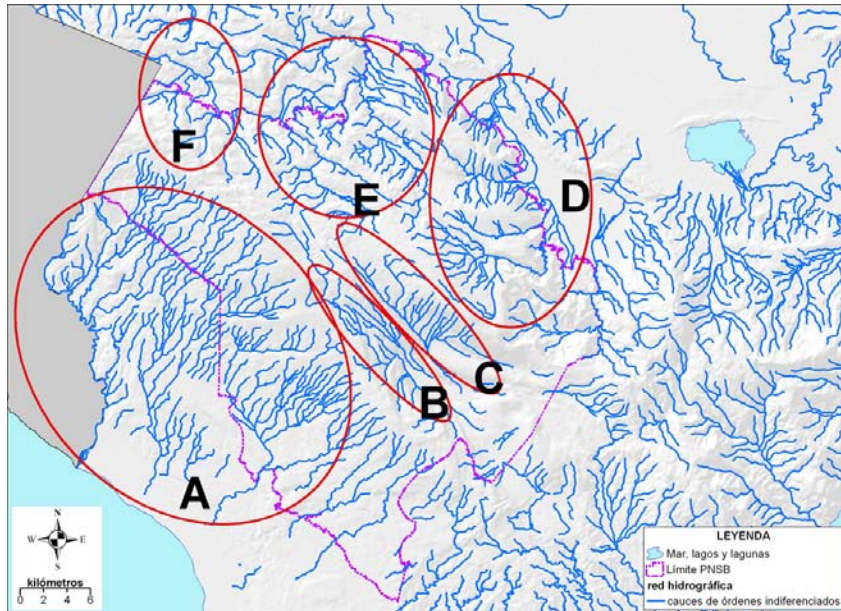 F
E
D
A
B
C
N
W E
S
kilómetros
0 2 4 6
LEYENDA
Mar, lagos y lagunas
Límite PNSB
red hidrográfica
cauces de órdenes indiferenciados